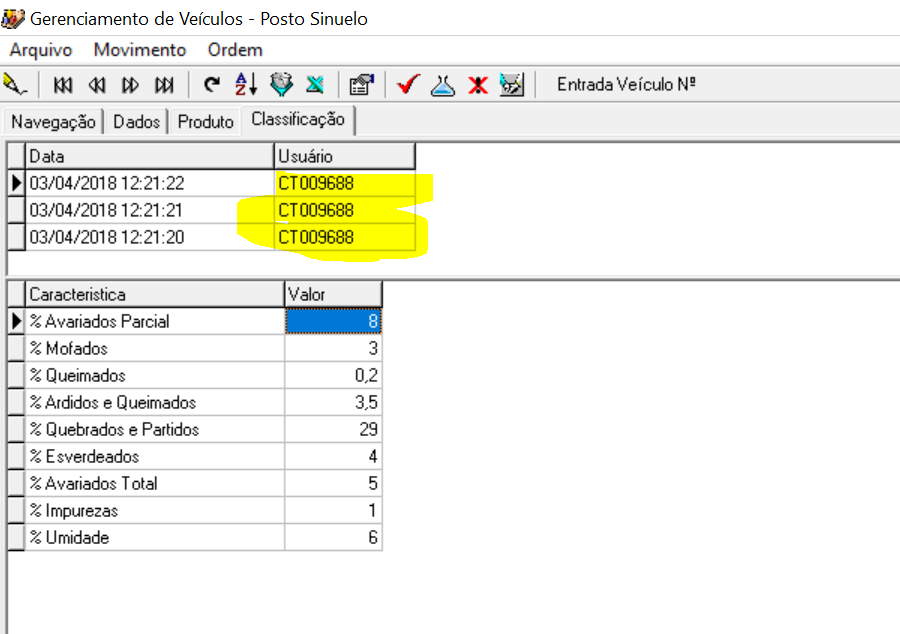 Gerenciamento de Veículos - Posto Sinuelo
Arquivo Movimento Ordem
Entrada Veículo Nº
Navegação Dados Produto Classificação
Data Usuário
03/04/2018 12:21:22 CT009688
03/04/2018 12:21:21 CT009688
03/04/2018 12:21:20 CT009688
Caracteristica Valor
% Avariados Parcial 8
% Mofados 3
% Queimados 0,2
% Ardidos e Queimados 3,5
% Quebrados e Partidos 29
% Esverdeados 4
% Avariados Total 5
% Impurezas 1
% Umidade 6